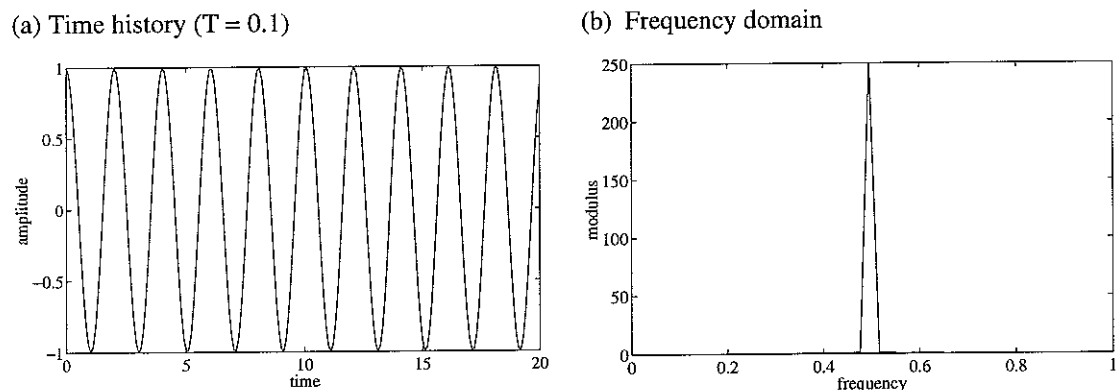 (a) Time history (T = 0.1)
1
0.5
0
−0.5
−1
amplitude
0 5 10 15 20
time
(b) Frequency domain
250
200
150
100
50
0
modulus
0 0.2 0.4 0.6 0.8 1
frequency